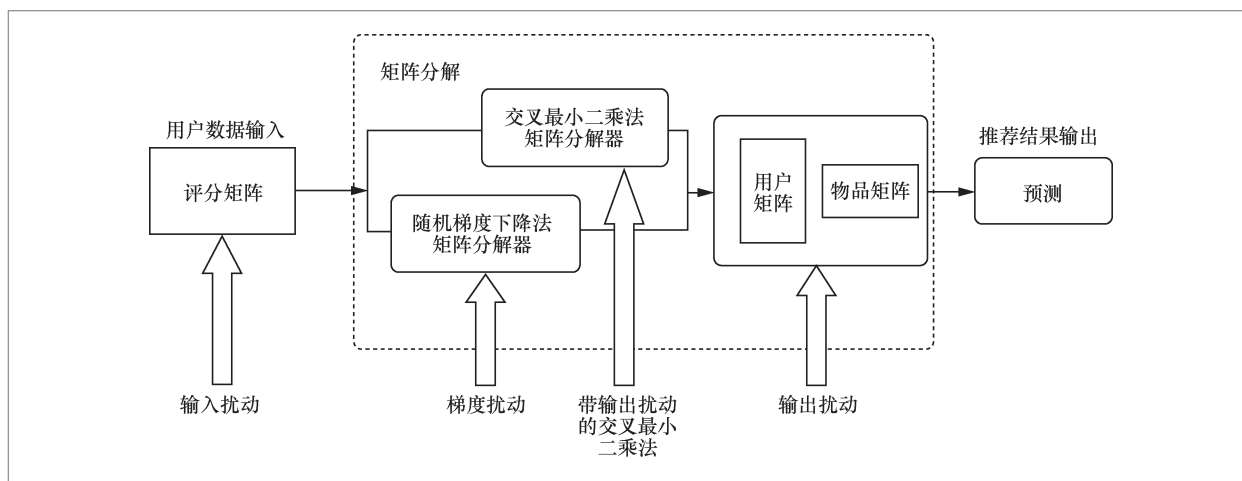 矩阵分解
用户数据输入
评分矩阵
交叉最小二乘法
矩阵分解器
随机梯度下降法
矩阵分解器
用户
矩阵
物品矩阵
推荐结果输出
预测
输入扰动
梯度扰动
带输出扰动
的交叉最小
二乘法
输出扰动